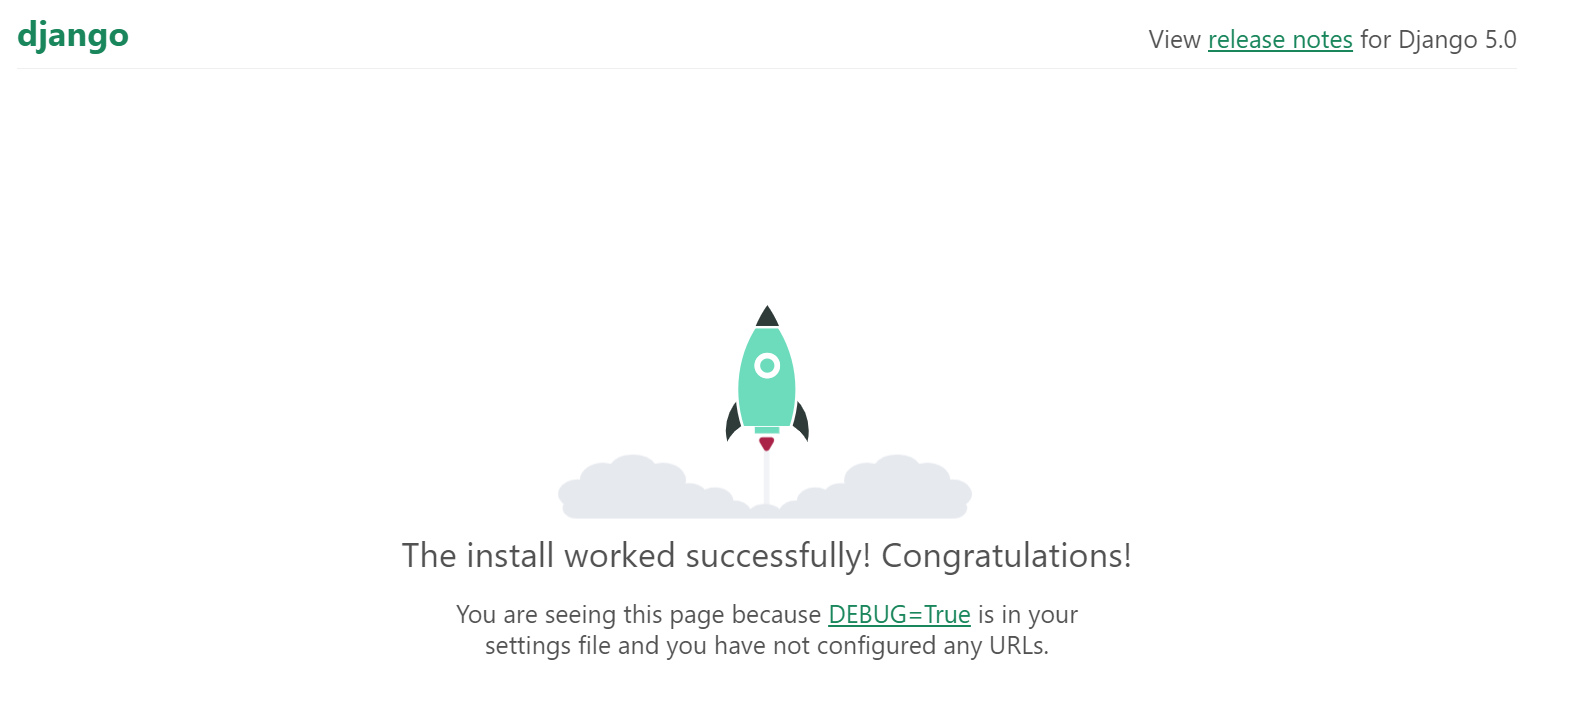 django
View release notes for Django 5.0
The install worked successfully! Congratulations!
You are seeing this page because DEBUG=True is in your
settings file and you have not configured any URLs.